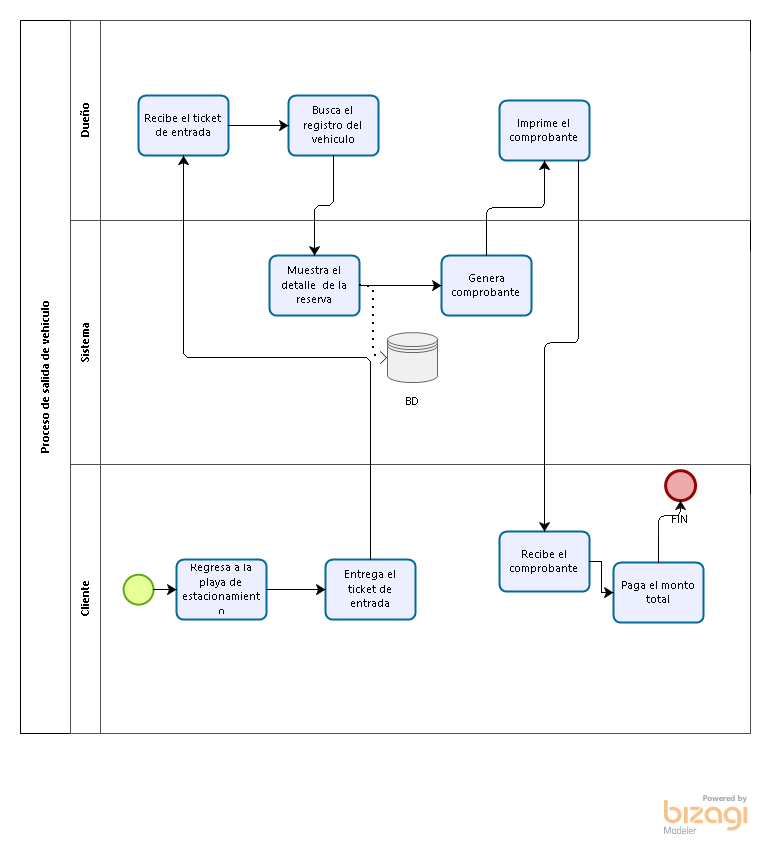 Proceso de salida de vehiculo
Dueño
Recibe el ticket
de entrada
Busca el
registro del
vehiculo
Imprime el
comprobante
Sistema
Muestra el
detalle de la
reserva
Genera
comprobante
BD
Cliente
Regresa a la
playa de
estacionamient
o
Entrega el
ticket de
entrada
Recibe el
comprobante
Paga el monto
total
FIN
Powered by
bizagi
Modeler